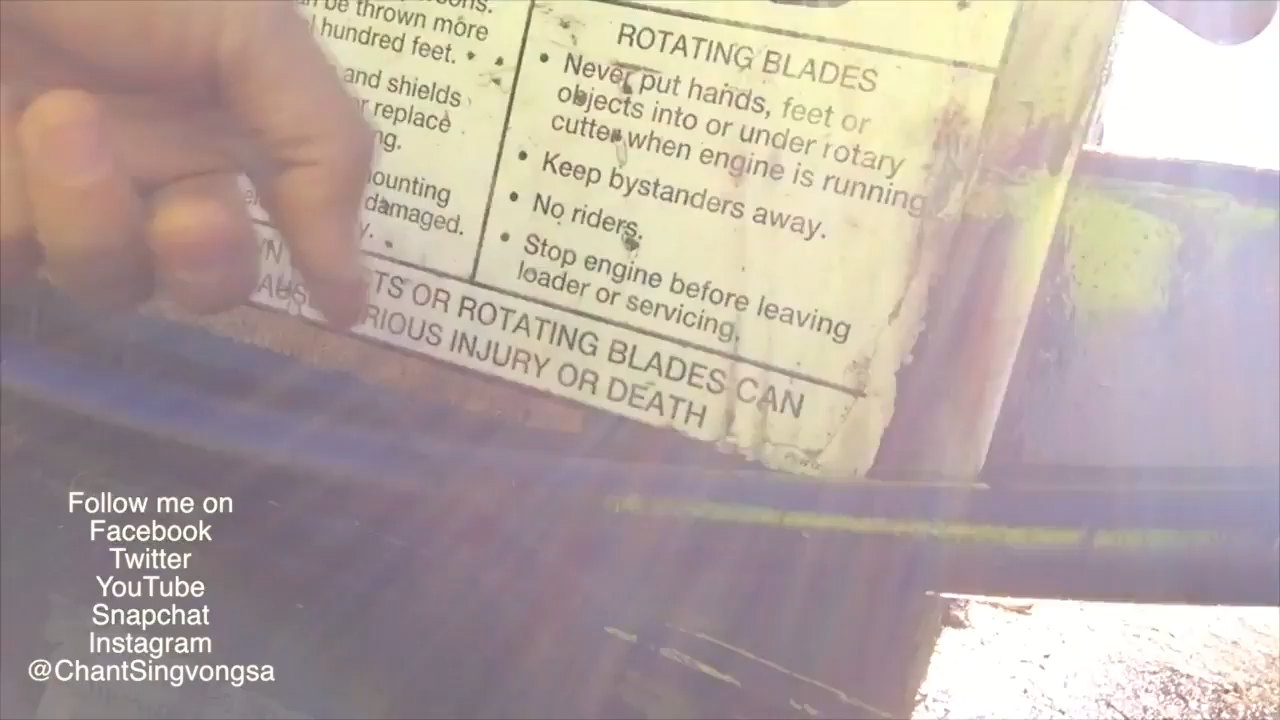 be thrown more
hundred feet.
and shields
replace
damaged.
ROTATING BLADES
• Never put hands, feet or
objects into or under rotary
cutter when engine is running
• Keep bystanders away.
• No riders.
• Stop engine before leaving
loader or servicing.
OR ROTATING BLADES CAN
INJURY OR DEATH
Follow me on
Facebook
Twitter
YouTube
Snapchat
Instagram
@ChantSingvongsa